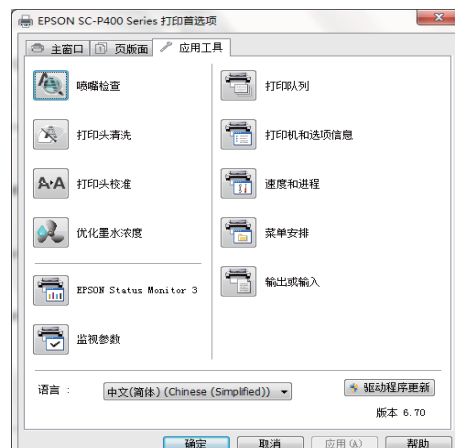 EPSON SC-P400 Series 打印首选项
主窗口 页版面 应用工具
喷嘴检查
打印头清洗
打印头校准
优化墨水浓度
EPSON Status Monitor 3
监视参数
打印队列
打印机和选项信息
速度和进程
菜单安排
输出或输入
语言：
中文(简体) (Chinese (Simplified))
驱动程序更新
版本 6.70
确定 取消 应用(A) 帮助